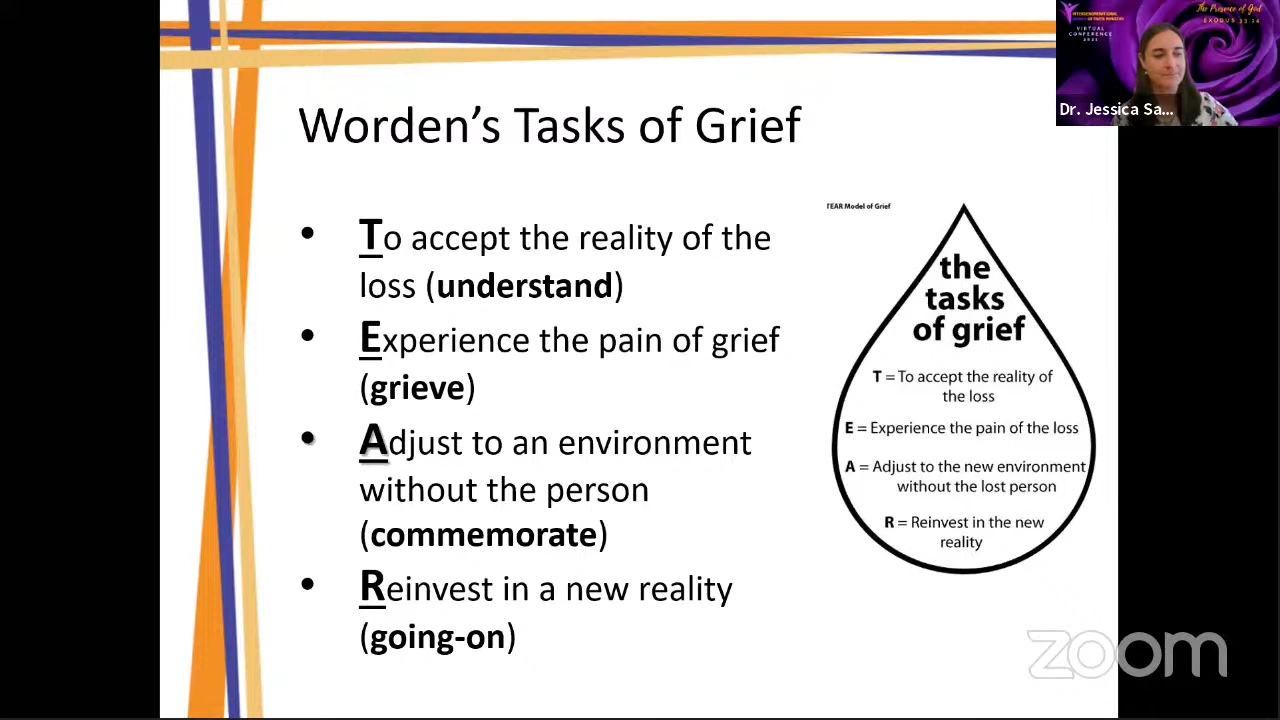 Worden’s Tasks of Grief
• To accept the reality of the
loss (understand)
• Experience the pain of grief
(grieve)
• Adjust to an environment
without the person
(commemorate)
• Reinvest in a new reality
(going-on)
TEAR Model of Grief
the
tasks
of grief
T = To accept the reality of
the loss
E = Experience the pain of the loss
A = Adjust to the new environment
without the lost person
R = Reinvest in the new
reality
INTERGENERATIONAL
VIRTUAL
CONFERENCE
The Presence of God
EXODUS 33:14
Dr. Jessica Sa...
zoom